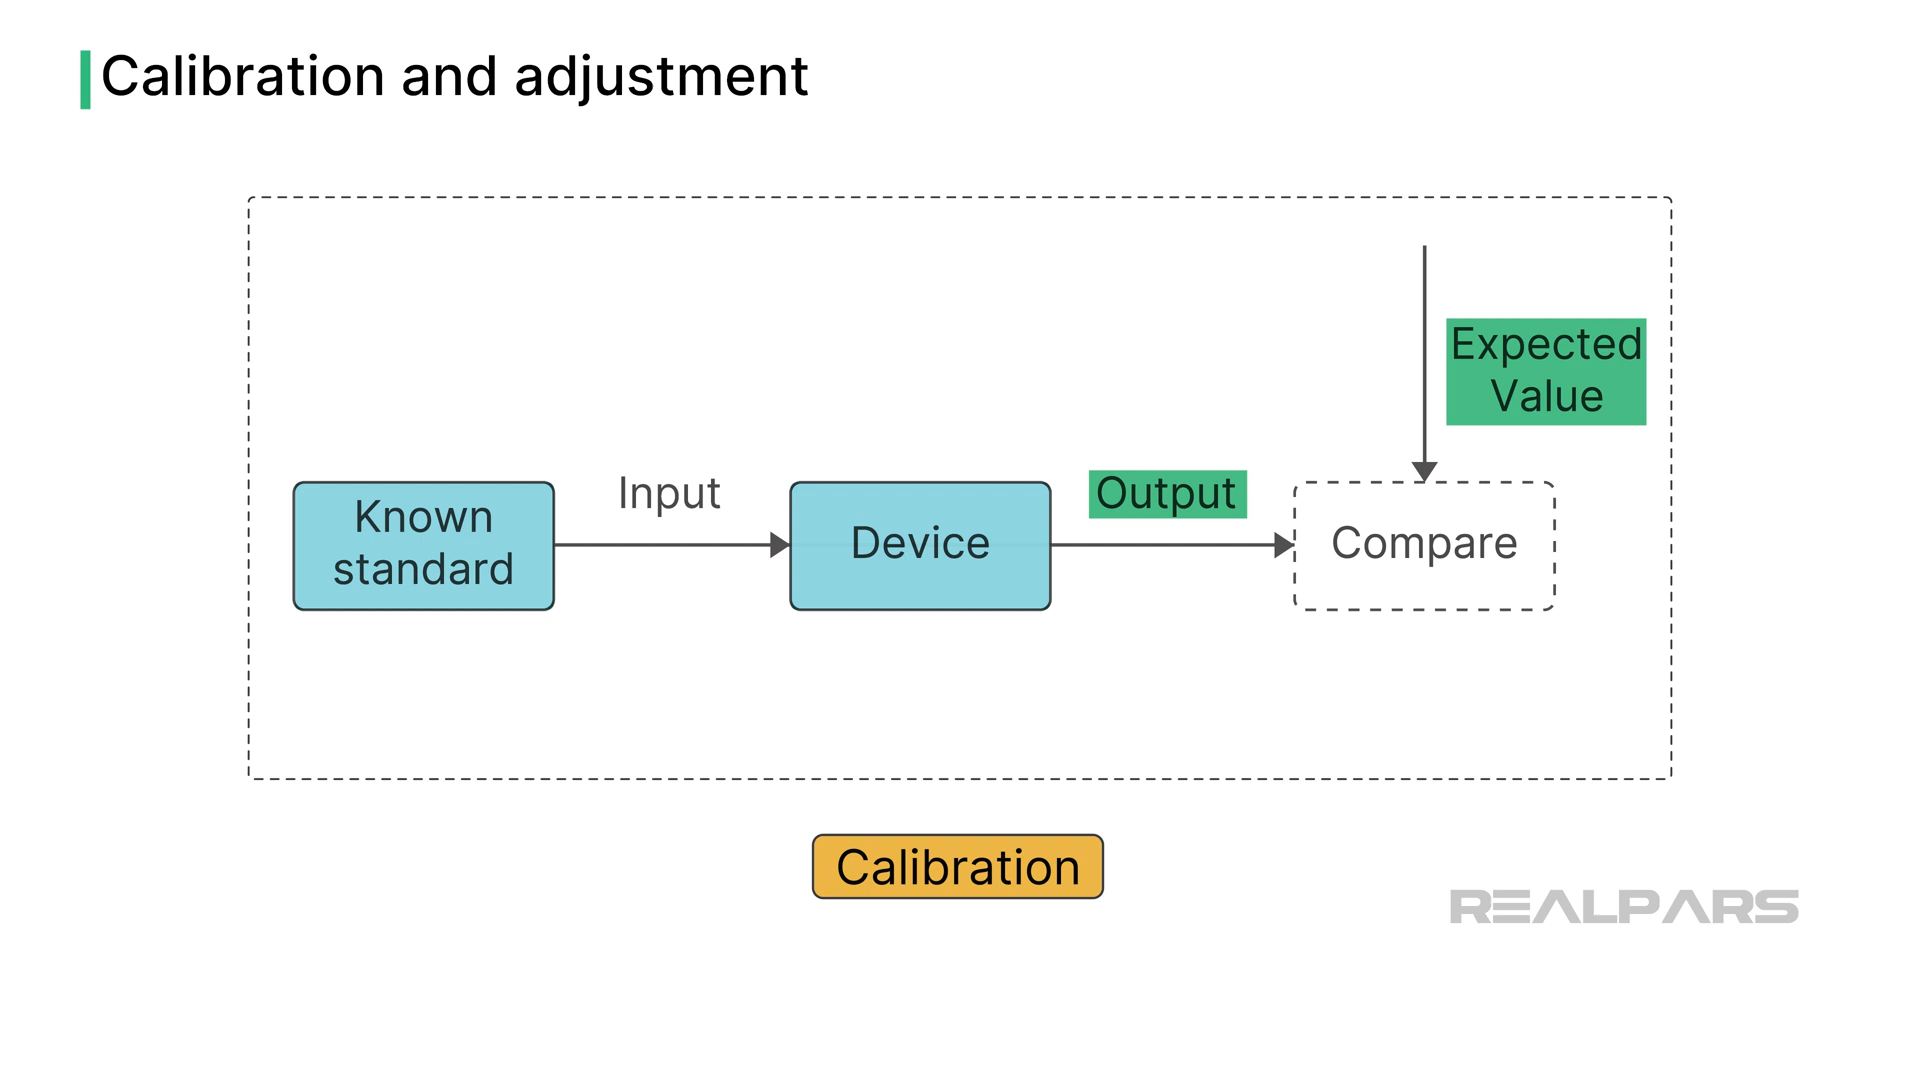 Calibration and adjustment
Expected
Value
Known
standard
Input
Device
Output
Compare
Calibration
REALPARS